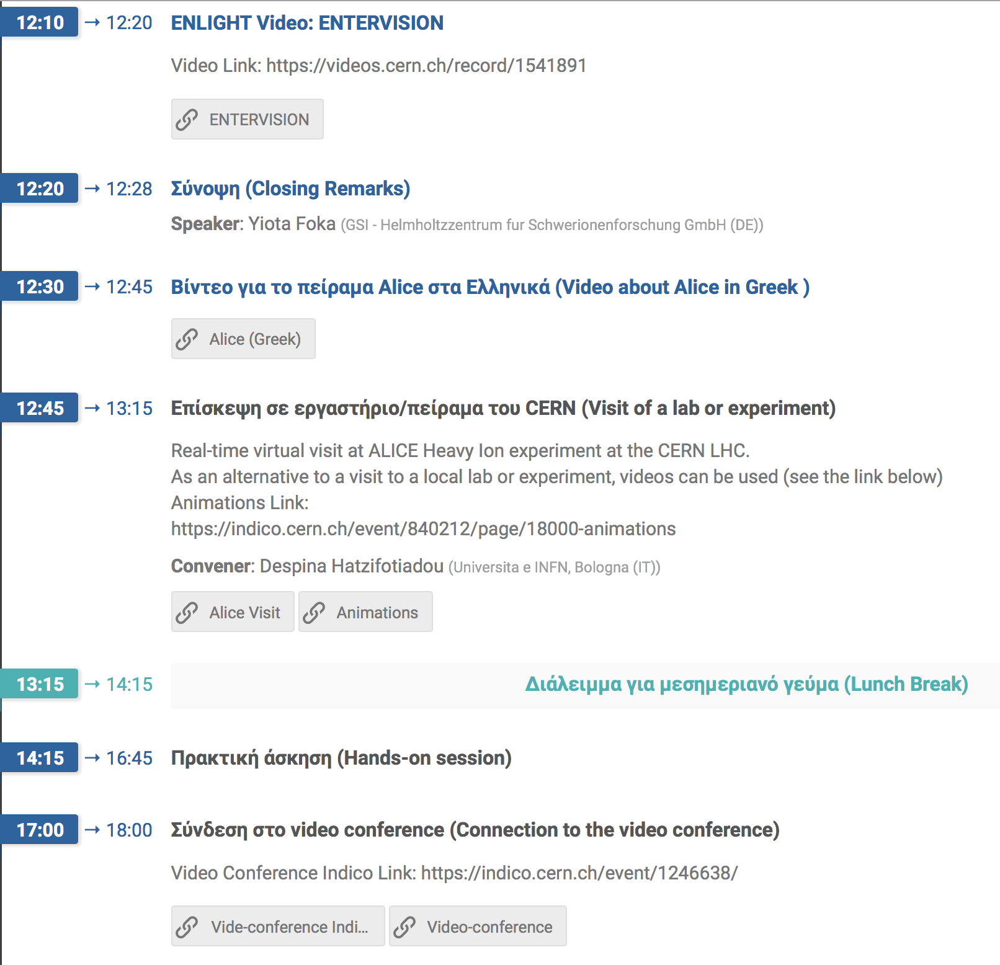 12:10 → 12:20 ENLIGHT Video: ENTERVISION
Video Link: https://videos.cern.ch/record/1541891
ENTERVISION
12:20 → 12:28 Σύνοψη (Closing Remarks)
Speaker: Yiota Foka (GSI - Helmholtzzentrum fur Schwerionenforschung GmbH (DE))
12:30 → 12:45 Βίντεο για το πείραμα Alice στα Ελληνικά (Video about Alice in Greek )
Alice (Greek)
12:45 → 13:15 Επίσκεψη σε εργαστήριο/πείραμα του CERN (Visit of a lab or experiment)
Real-time virtual visit at ALICE Heavy Ion experiment at the CERN LHC.
As an alternative to a visit to a local lab or experiment, videos can be used (see the link below)
Animations Link:
https://indico.cern.ch/event/840212/page/18000-animations
Convener: Despina Hatzifotiadou (Universita e INFN, Bologna (IT))
Alice Visit Animations
13:15 → 14:15 Διάλειμμα για μεσημεριανό γεύμα (Lunch Break)
14:15 → 16:45 Πρακτική άσκηση (Hands-on session)
17:00 → 18:00 Σύνδεση στο video conference (Connection to the video conference)
Video Conference Indico Link: https://indico.cern.ch/event/1246638/
Vide-conference Indi... Video-conference